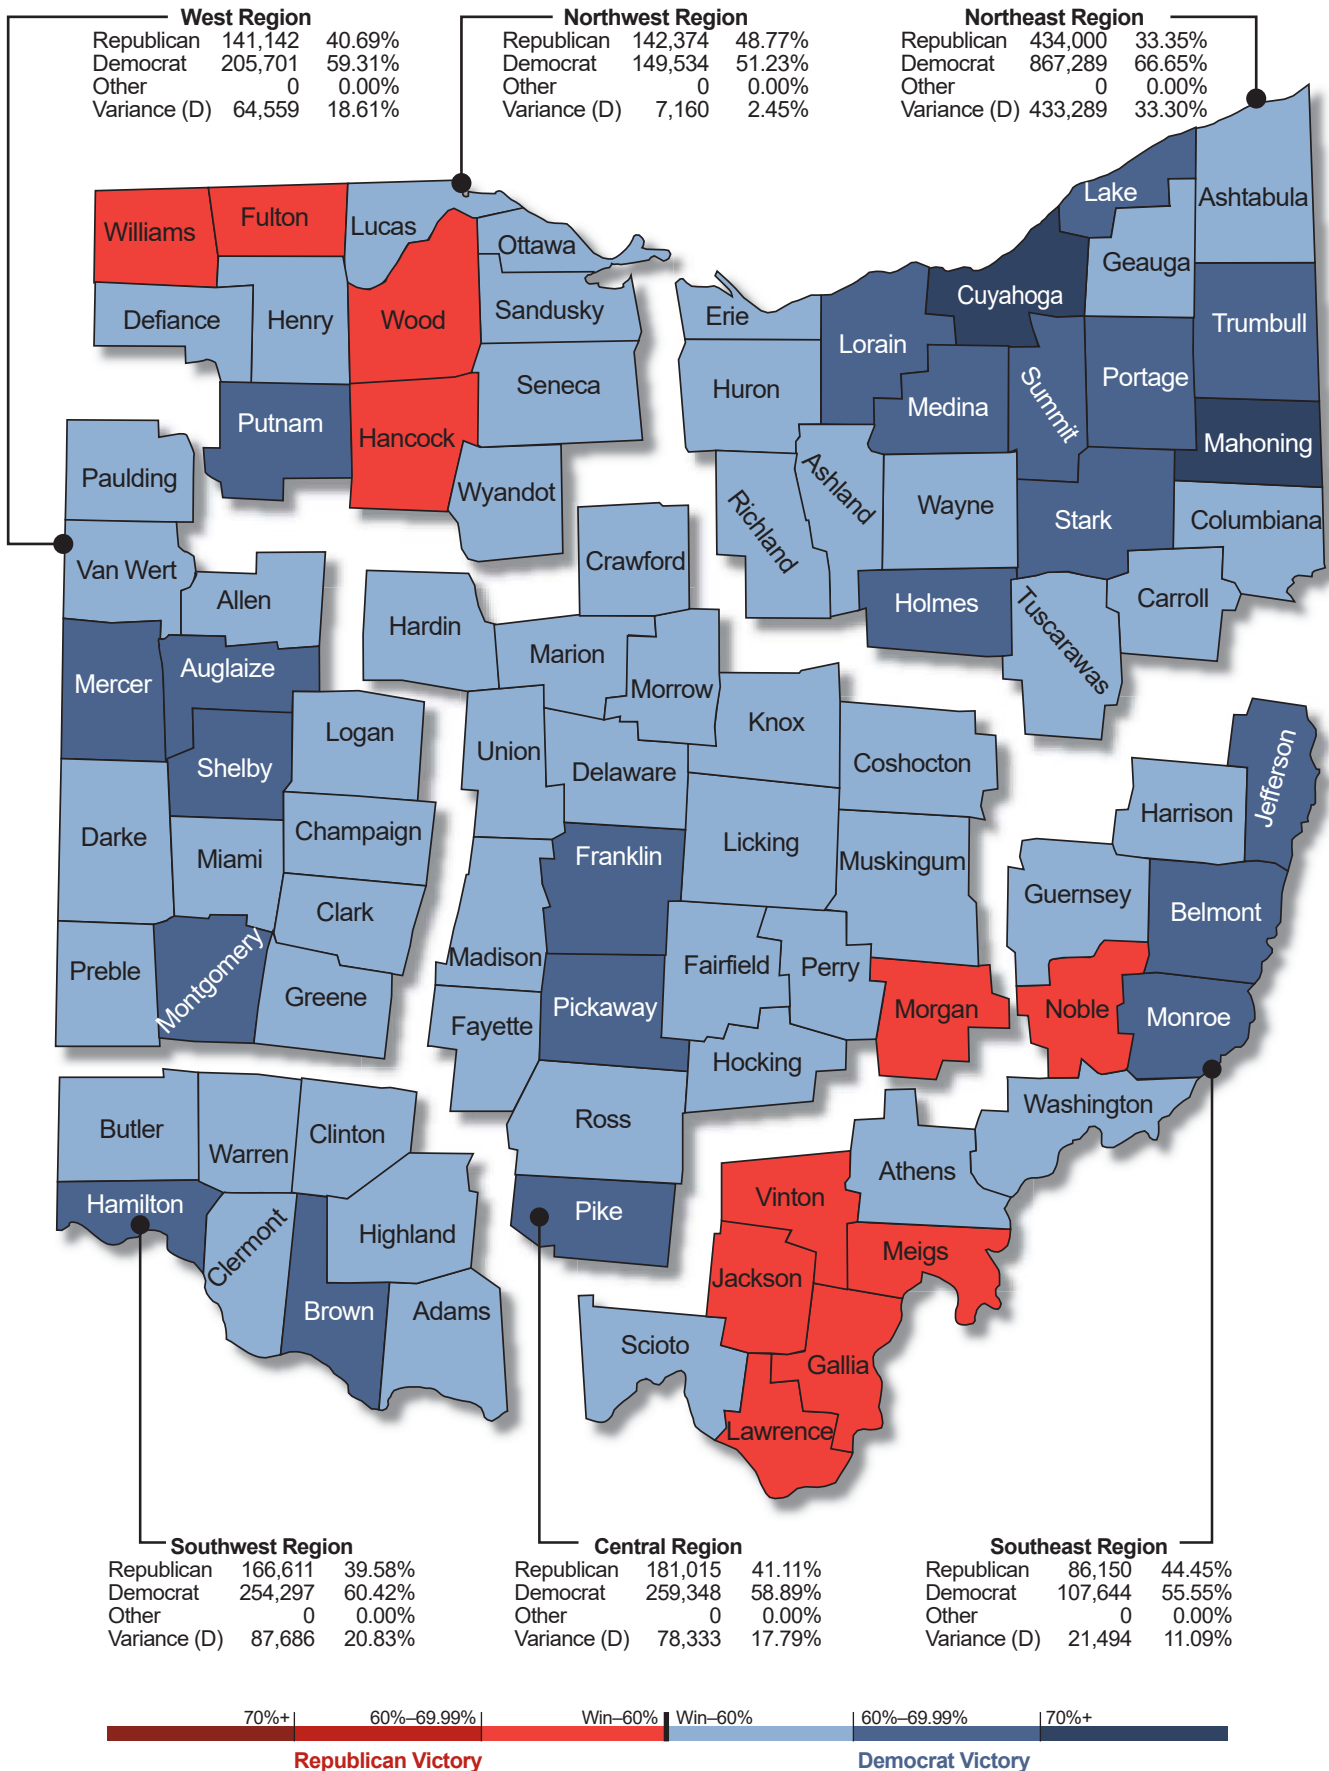 West Region
Republican 141,142 40.69%
Democrat 205,701 59.31%
Other 0 0.00%
Variance (D) 64,559 18.61%
Northwest Region
Republican 142,374 48.77%
Democrat 149,534 51.23%
Other 0 0.00%
Variance (D) 7,160 2.45%
Northeast Region
Republican 434,000 33.35%
Democrat 867,289 66.65%
Other 0 0.00%
Variance (D) 433,289 33.30%
Williams
Fulton
Lucas
Ottawa
Defiance
Henry
Wood
Sandusky
Putnam
Hancock
Seneca
Wyandot
Lake
Ashtabula
Geauga
Cuyahoga
Erie
Lorain
Trumbull
Huron
Medina
Summit
Portage
Mahoning
Richland
Ashland
Wayne
Stark
Columbiana
Holmes
Tuscarawas
Carroll
Paulding
Van Wert
Allen
Mercer
Auglaize
Shelby
Logan
Darke
Miami
Champaign
Clark
Preble
Montgomery
Greene
Crawford
Hardin
Marion
Morrow
Union
Delaware
Knox
Coshocton
Franklin
Licking
Muskingum
Madison
Fairfield
Perry
Fayette
Pickaway
Hocking
Morgan
Ross
Pike
Jefferson
Harrison
Guernsey
Belmont
Noble
Monroe
Washington
Athens
Vinton
Meigs
Jackson
Scioto
Gallia
Lawrence
Butler
Warren
Clinton
Hamilton
Clermont
Highland
Brown
Adams
Southwest Region
Republican 166,611 39.58%
Democrat 254,297 60.42%
Other 0 0.00%
Variance (D) 87,686 20.83%
Central Region
Republican 181,015 41.11%
Democrat 259,348 58.89%
Other 0 0.00%
Variance (D) 78,333 17.79%
Southeast Region
Republican 86,150 44.45%
Democrat 107,644 55.55%
Other 0 0.00%
Variance (D) 21,494 11.09%
70%+ 60%–69.99% Win–60% Win–60% 60%–69.99% 70%+
Republican Victory Democrat Victory